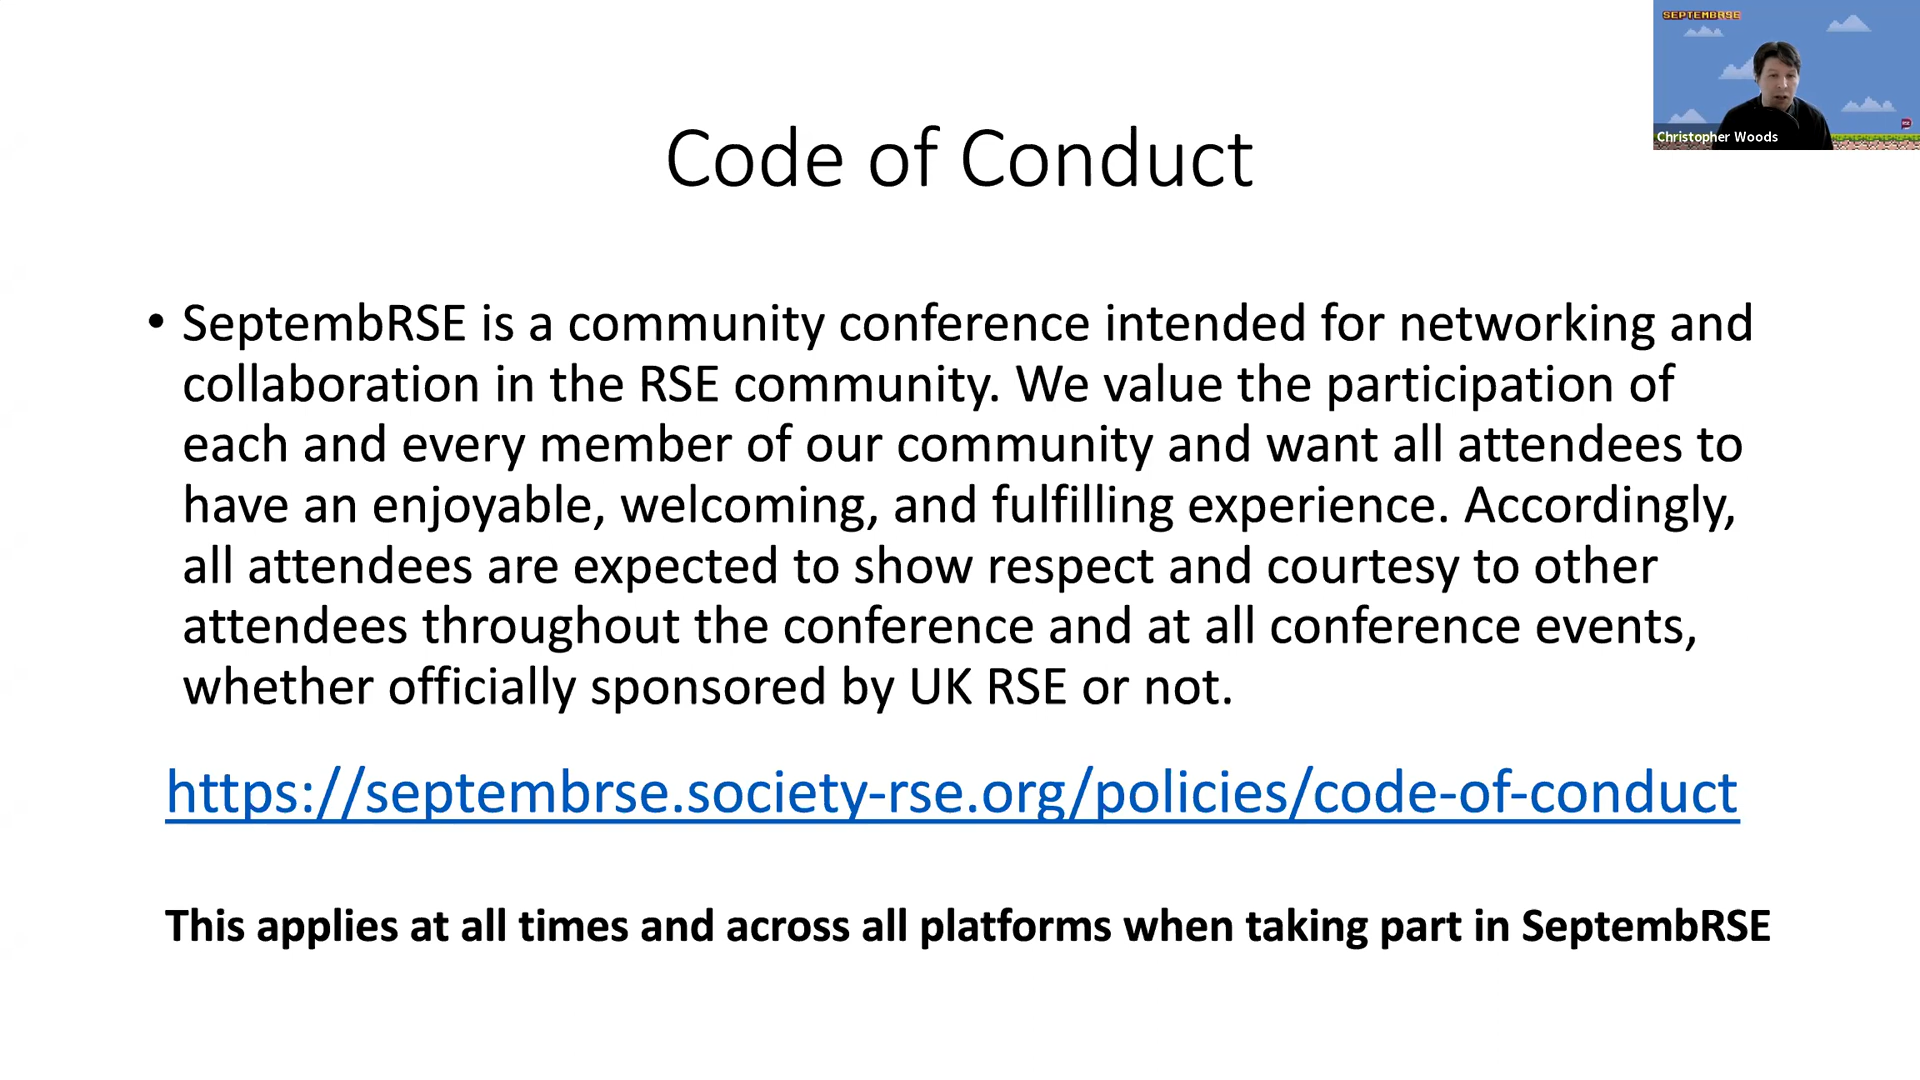 SEPTEMBRSE
Christopher Woods
Code of Conduct
• SeptembRSE is a community conference intended for networking and
collaboration in the RSE community. We value the participation of
each and every member of our community and want all attendees to
have an enjoyable, welcoming, and fulfilling experience. Accordingly,
all attendees are expected to show respect and courtesy to other
attendees throughout the conference and at all conference events,
whether officially sponsored by UK RSE or not.
https://septembrse.society-rse.org/policies/code-of-conduct
This applies at all times and across all platforms when taking part in SeptembRSE